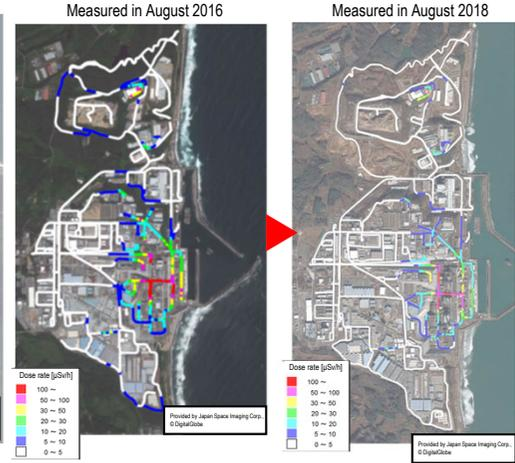 Measured in August 2016
Measured in August 2018
Dose rate [μSv/h]
100 ~
50 ~ 100
30 ~ 50
20 ~ 30
10 ~ 20
5 ~ 10
0 ~ 5
Provided by Japan Space Imaging Corp.,
© DigitalGlobe
Dose rate [μSv/h]
100 ~
50 ~ 100
30 ~ 50
20 ~ 30
10 ~ 20
5 ~ 10
0 ~ 5
Provided by Japan Space Imaging Corp.,
© DigitalGlobe